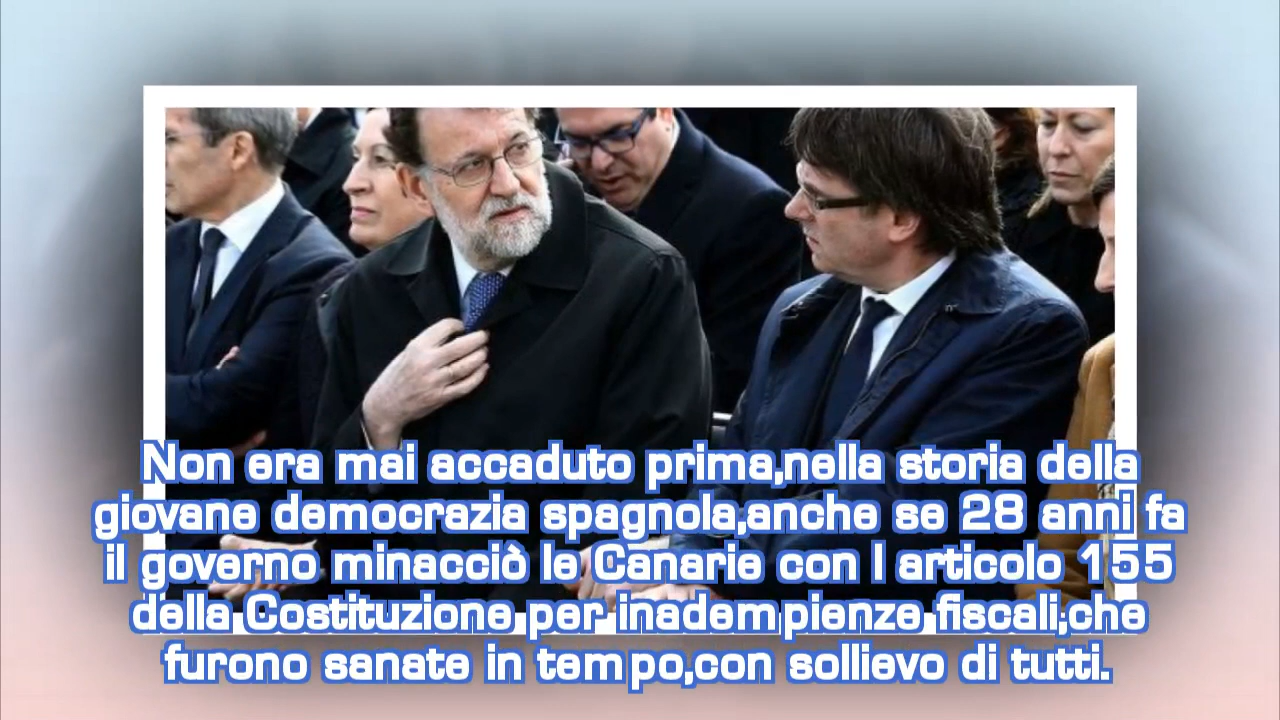 Non era mai accaduto prima,nella storia della
giovane democrazia spagnola,anche se 28 anni fa
il governo minacciò le Canarie con l articolo 155
della Costituzione per inadempienze fiscali,che
furono sanate in tempo,con sollievo di tutti.